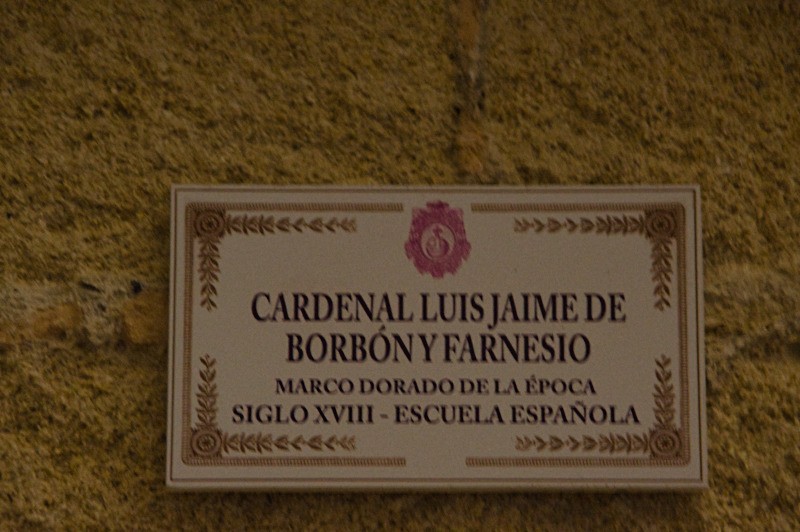 CARDENAL LUIS JAIME DE
BORBÓN Y FARNESIO
MARCO DORADO DE LA ÉPOCA
SIGLO XVIII - ESCUELA ESPAÑOLA